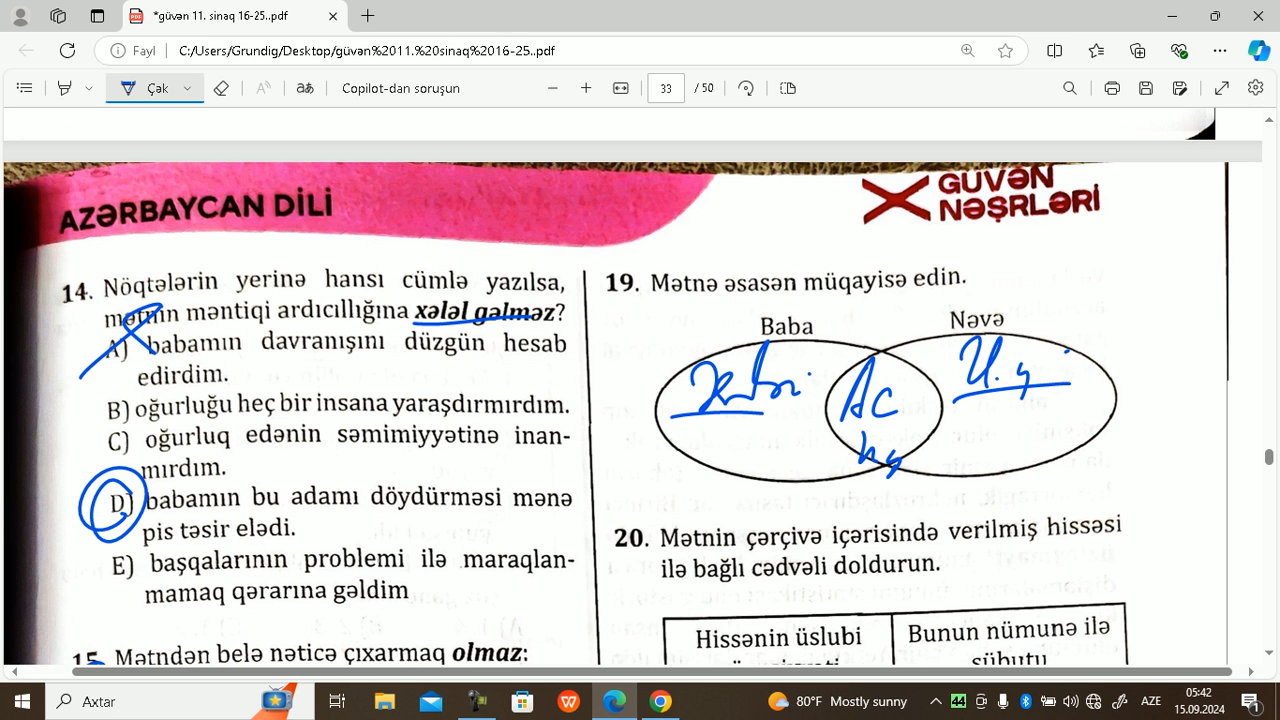 *güvən 11. sinaq 16-25..pdf
Fayl
C:/Users/Grundig/Desktop/güvən%2011.%20sinaq%2016-25..pdf
Çək
Copilot-dan soruşun
33 / 50
AZƏRBAYCAN DİLİ
GUVƏN
NƏŞRLƏRİ
14. Nöqtələrin yerinə hansı cümlə yazılsa,
mətnin məntiqi ardıcıllığına xələl gəlməz?
A) babamın davranışını düzgün hesab
edirdim.
B) oğurluğu heç bir insana yaraşdırmırdım.
C) oğurluq edənin səmimiyyətinə inan-
mırdım.
D) babamın bu adamı döydürməsi mənə
pis təsir elədi.
E) başqalarının problemi ilə maraqlan-
mamaq qərarına gəldim
15. Mətndən belə nəticə çıxarmaq olmaz:
19. Mətnə əsasən müqayisə edin.
Baba
Nəvə
AC
20. Mətnin çərçivə içərisində verilmiş hissəsi
ilə bağlı cədvəli doldurun.
Hissənin üslubi
Bunun nümunə ilə
sübutu
Axtar
80°F Mostly sunny
44
AZE
05:42
15.09.2024